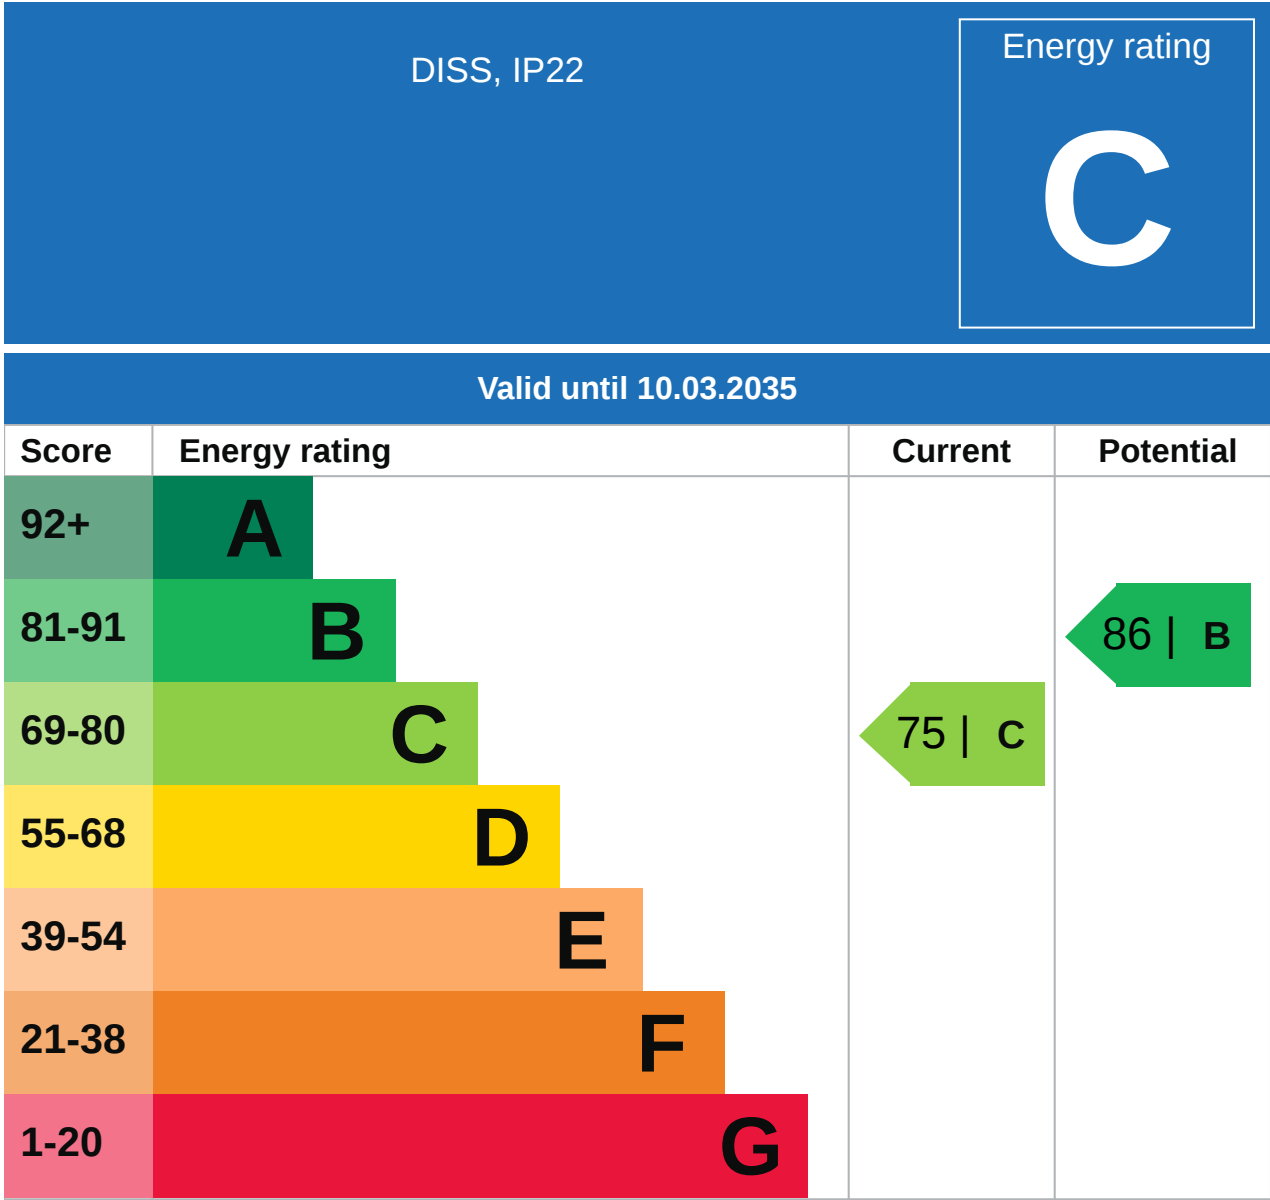 DISS, IP22
Energy rating
C
Valid until 10.03.2035
Score Energy rating Current Potential
92+ A
81-91 B 86 | B
69-80 C 75 | C
55-68 D
39-54 E
21-38 F
1-20 G